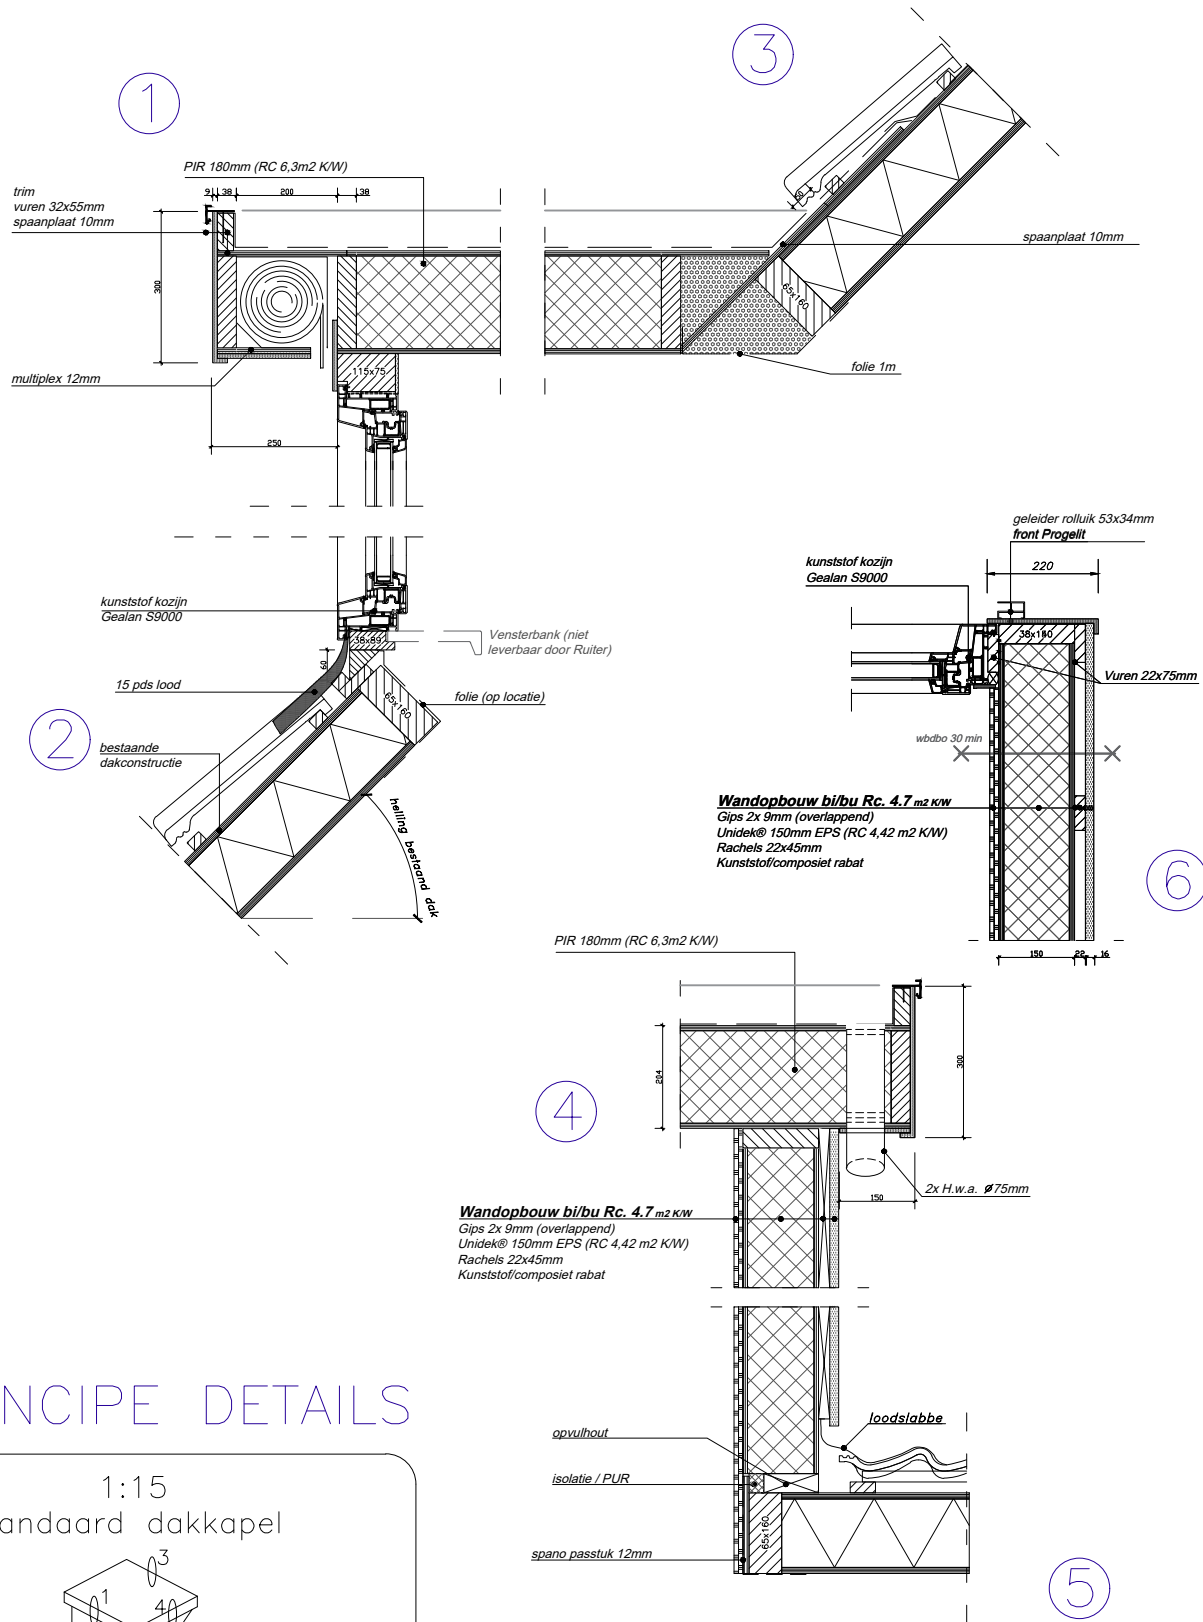 1
3
PIR 180mm (RC 6,3m2 K/W)
trim
vuren 32x55mm
spaanplaat 10mm
9 38 200 38
300
multiplex 12mm
250
115x75
50
spaanplaat 10mm
65x160
folie 1m
kunststof kozijn
Gealan S9000
38x89
Vensterbank (niet
leverbaar door Ruiter)
60
15 pds lood
65x160
folie (op locatie)
2
bestaande
dakconstructie
helling bestaand dak
geleider rolluik 53x34mm
front Progelit
kunststof kozijn
Gealan S9000
220
38x140
Vuren 22x75mm
wbdbo 30 min
Wandopbouw bi/bu Rc. 4.7 m2 K/W
Gips 2x 9mm (overlappend)
Unidek® 150mm EPS (RC 4,42 m2 K/W)
Rachels 22x45mm
Kunststof/composiet rabat
6
150 22 16
PIR 180mm (RC 6,3m2 K/W)
204
300
4
150
2x H.w.a. Ø75mm
Wandopbouw bi/bu Rc. 4.7 m2 K/W
Gips 2x 9mm (overlappend)
Unidek® 150mm EPS (RC 4,42 m2 K/W)
Rachels 22x45mm
Kunststof/composiet rabat
loodslabbe
opvulhout
isolatie / PUR
65x160
spano passtuk 12mm
5
NCIPE DETAILS
1:15
andaard dakkapel
3
1
4